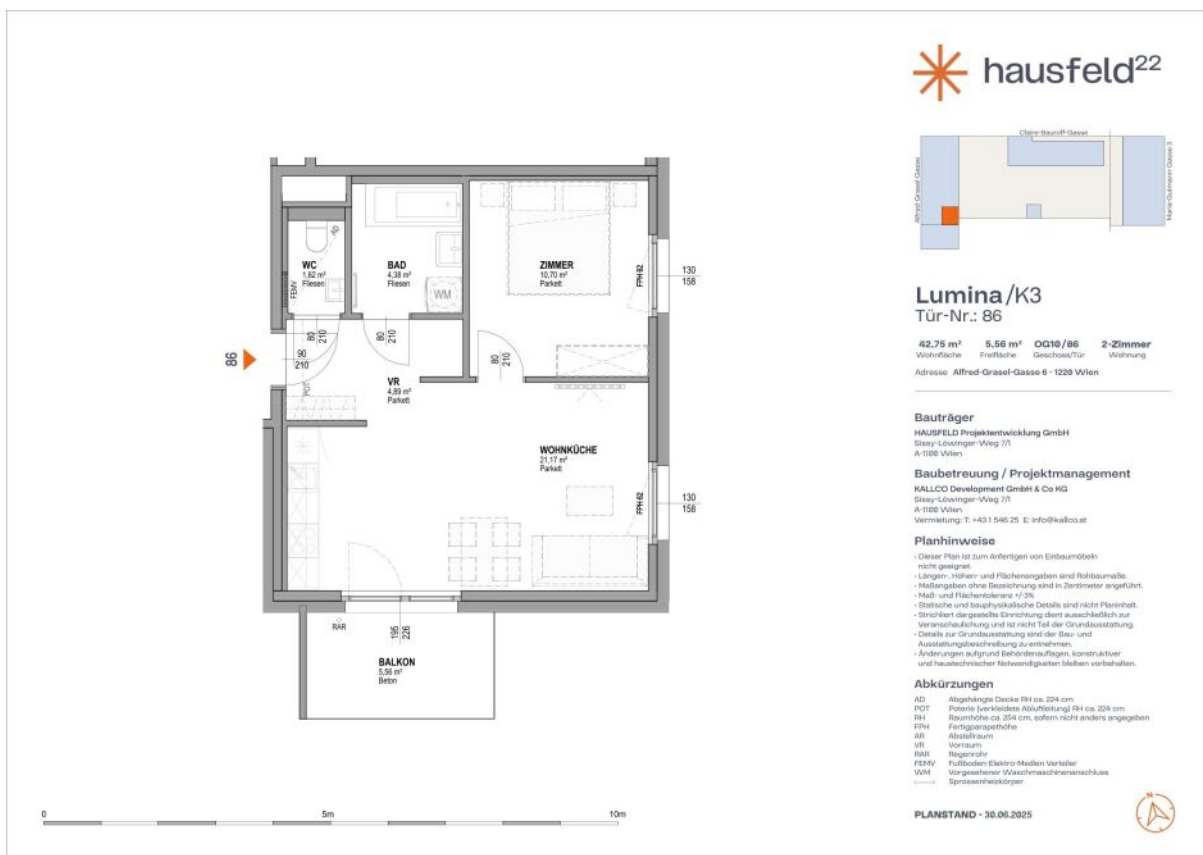 hausfeld22
Claire-Bauroff-Gasse
Alfred-Grasel-Gasse
Lumina/K3
Tür-Nr.: 86
42,75 m² 5,56 m² OG10/86 2-Zimmer
Wohnfläche Freifläche Geschoss/Tür Wohnung
Adresse Alfred-Grasel-Gasse 6 - 1220 Wien
Bauträger
HAUSFELD Projektentwicklung GmbH
Sissy-Löwinger-Weg 7/1
A-1100 Wien
Baubetreuung / Projektmanagement
KALLCO Development GmbH & Co KG
Sissy-Löwinger-Weg 7/1
A-1100 Wien
Vermietung: T: +43 1 546 25 E: info@kallco.at
Planhinweise
• Dieser Plan ist zum Anfertigen von Einbaumöbeln
nicht geeignet.
• Längen-, Höhen- und Flächenangaben sind Rohbaumaße.
• Maßangaben ohne Bezeichnung sind in Zentimeter angeführt.
• Maß- und Flächentoleranz +/-3%
• Statische und bauphysikalische Details sind nicht Planinhalt.
• Strichliert dargestellte Einrichtung dient ausschließlich zur
Veranschaulichung und ist nicht Teil der Grundausstattung.
• Details zur Grundausstattung sind der Bau- und
Ausstattungsbeschreibung zu entnehmen.
• Änderungen aufgrund Behördenauflagen, konstruktiver
und haustechnischer Notwendigkeiten bleiben vorbehalten.
Abkürzungen
AD Abgehängte Decke RH ca. 224 cm
POT Poterie (verkleidete Abluftleitung) RH ca. 224 cm
RH Raumhöhe ca. 254 cm, sofern nicht anders angegeben
FPH Fertigparapethöhe
AR Abstellraum
VR Vorraum
RAR Regenrohr
FEMV Fußboden-Elektro-Medien Verteiler
WM Vorgesehener Waschmaschinenanschluss
Sprossenheizkörper
PLANSTAND - 30.06.2025
N
WC
1,62 m²
Fliesen
AD
FEMV
BAD
4,38 m²
Fliesen
WM
ZIMMER
10,70 m²
Parkett
FPH 62
130
158
80
210
80
210
80
210
86
90
210
POT
VR
4,89 m²
Parkett
WOHNKÜCHE
21,17 m²
Parkett
FPH 62
130
158
RAR
195
226
BALKON
5,56 m²
Beton
0 5m 10m